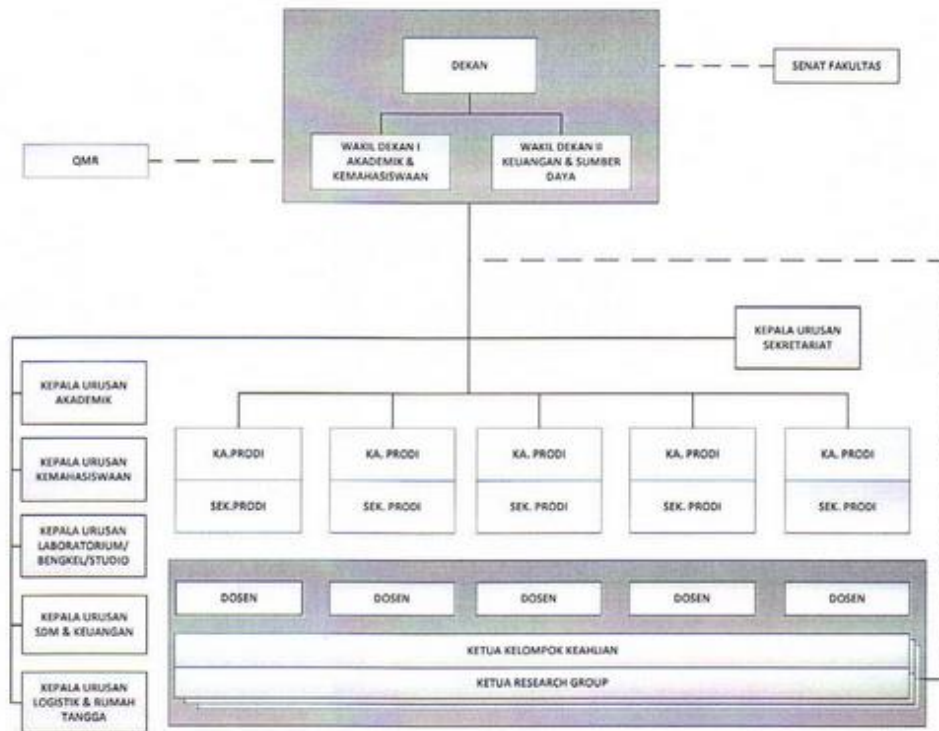 DEKAN
SENAT FAKULTAS
WAKIL DEKAN I
AKADEMIK &
KEMAHASISWAAN
WAKIL DEKAN II
KEUANGAN & SUMBER
DAYA
QMR
KEPALA URUSAN
SEKRETARIAT
KEPALA URUSAN
AKADEMIK
KEPALA URUSAN
KEMAHASISWAAN
KEPALA URUSAN
LABORATORIUM/
BENGKEL/STUDIO
KEPALA URUSAN
SDM & KEUANGAN
KEPALA URUSAN
LOGISTIK & RUMAH
TANGGA
KA.PRODI
KA. PRODI
KA. PRODI
KA. PRODI
KA. PRODI
SEK.PRODI
SEK. PRODI
SEK. PRODI
SEK. PRODI
SEK. PRODI
DOSEN
DOSEN
DOSEN
DOSEN
DOSEN
KETUA KELOMPOK KEAHLIAN
KETUA RESEARCH GROUP